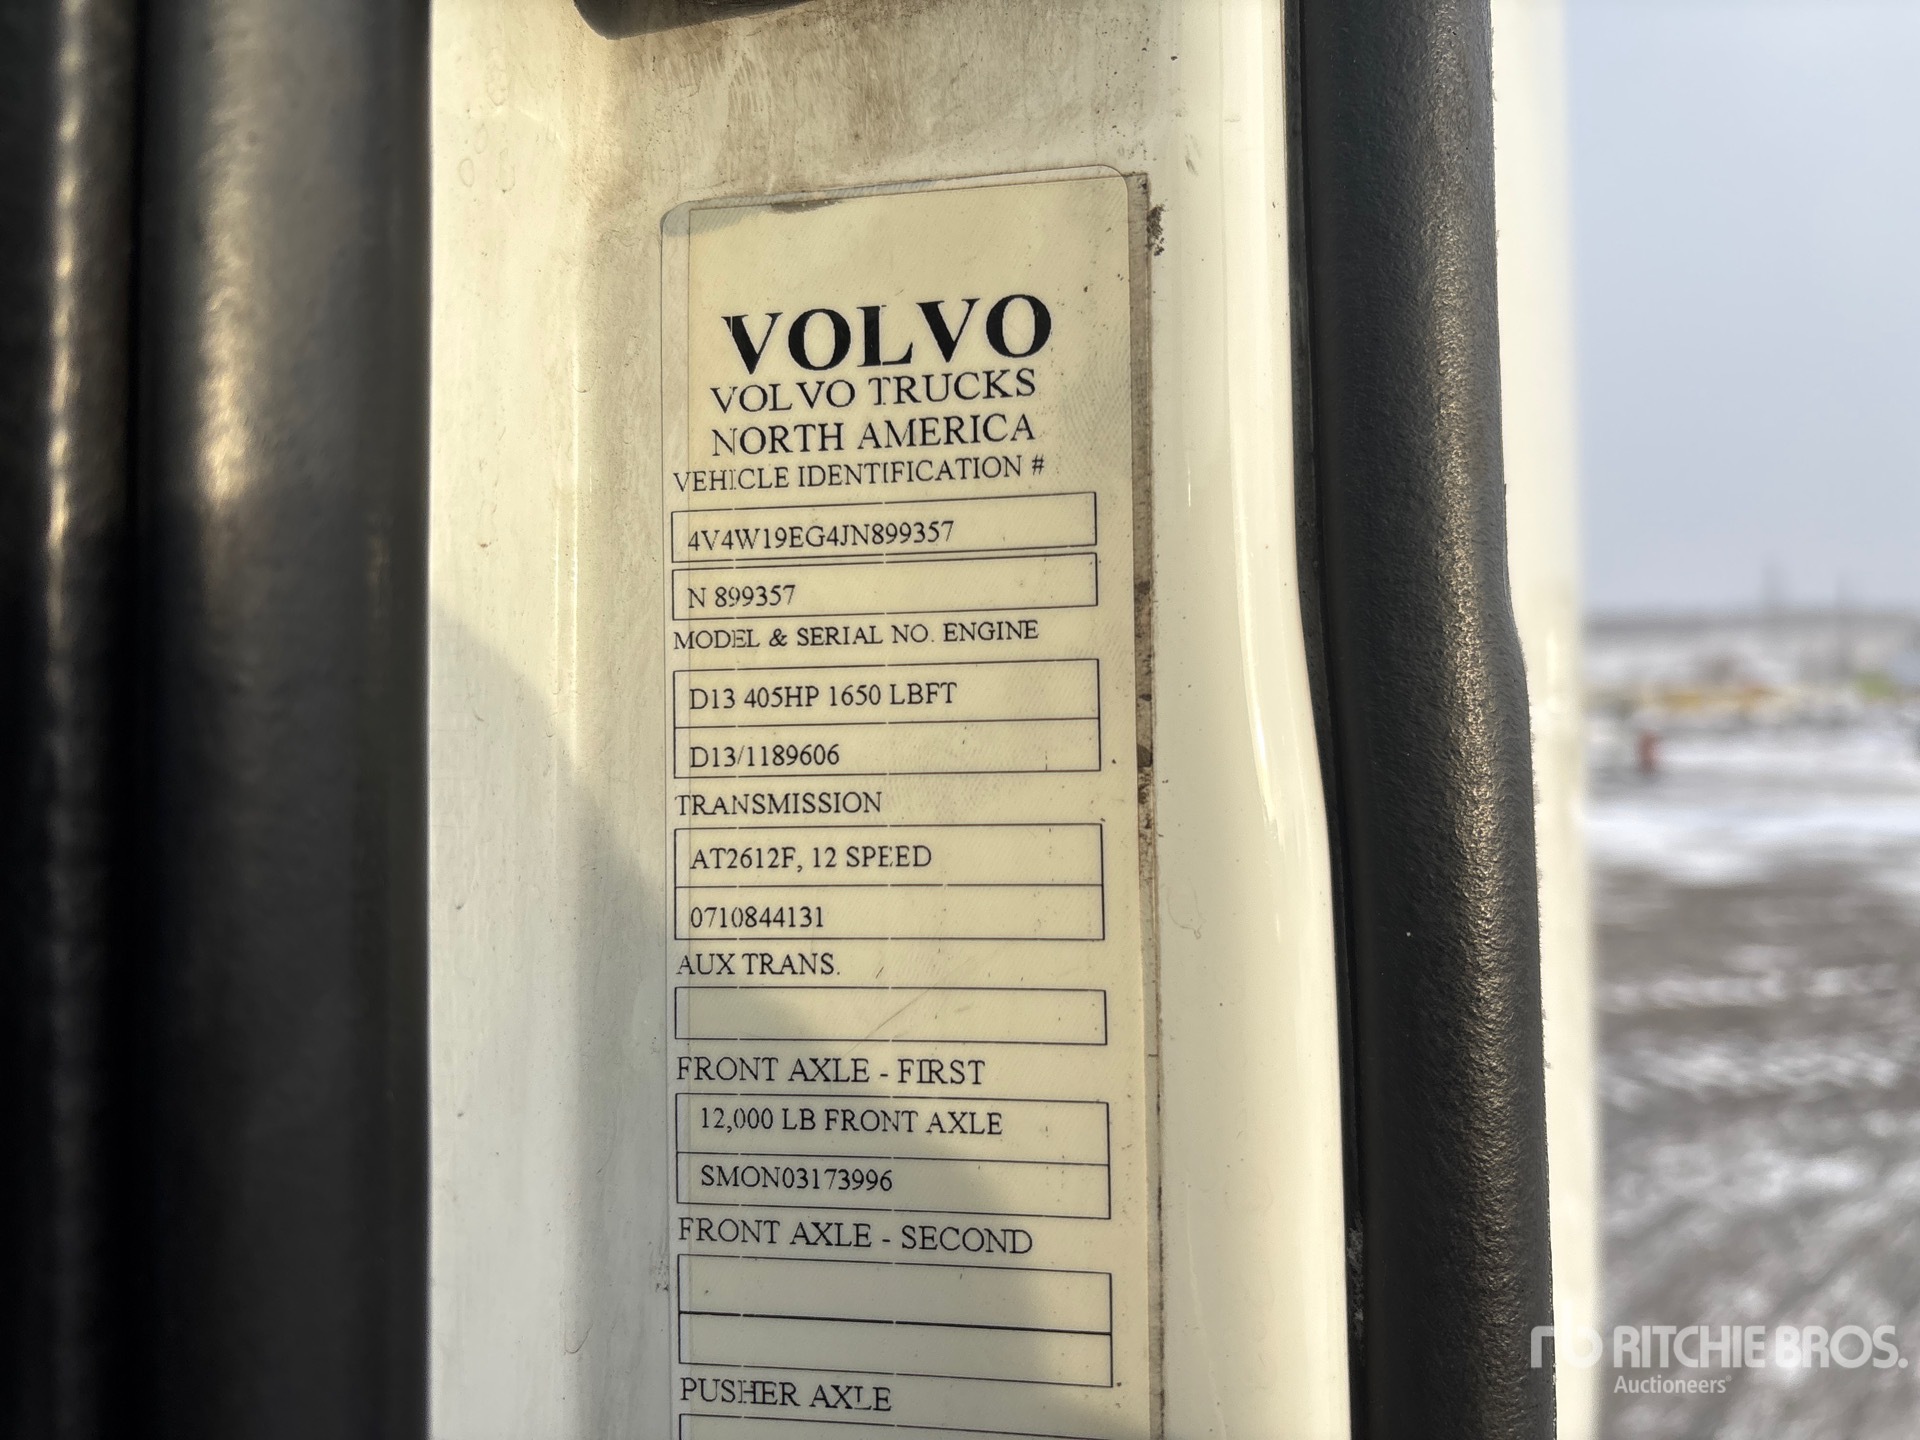 VOLVO
VOLVO TRUCKS
NORTH AMERICA
VEHICLE IDENTIFICATION #
4V4W19EG4JN899357
N 899357
MODEL & SERIAL NO. ENGINE
D13 405HP 1650 LBFT
D13/1189606
TRANSMISSION
AT2612F, 12 SPEED
0710844131
AUX TRANS.
FRONT AXLE - FIRST
12,000 LB FRONT AXLE
SMON03173996
FRONT AXLE - SECOND
PUSHER AXLE
RITCHIE BROS.
Auctioneers